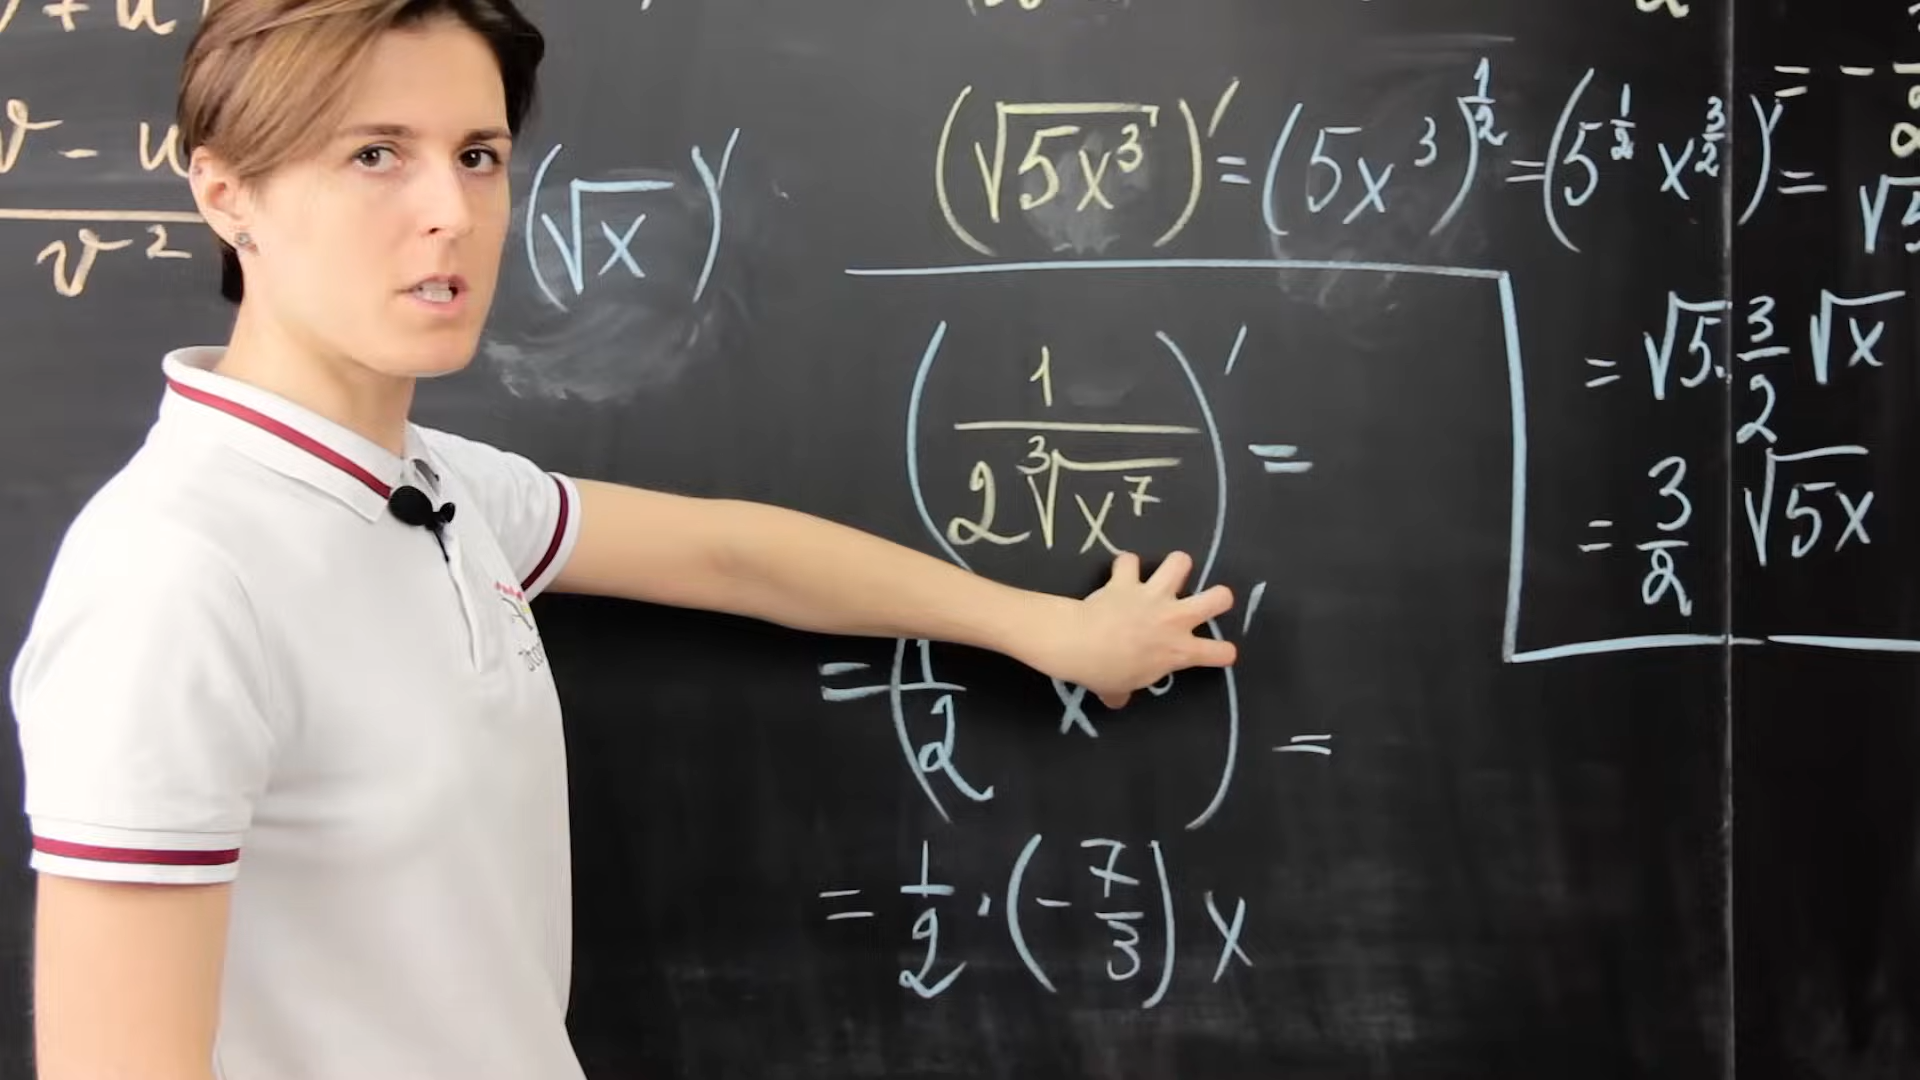 v - u
v²
(√x)'
(√5x³)' = (5x³)^½ = (5^½ x^(3/2))' =
= √5 · 3/2 √x
= 3/2 √5x
(1 / 2∛x⁷)' =
= (1/2 x)' =
= 1/2 · (-7/3) x